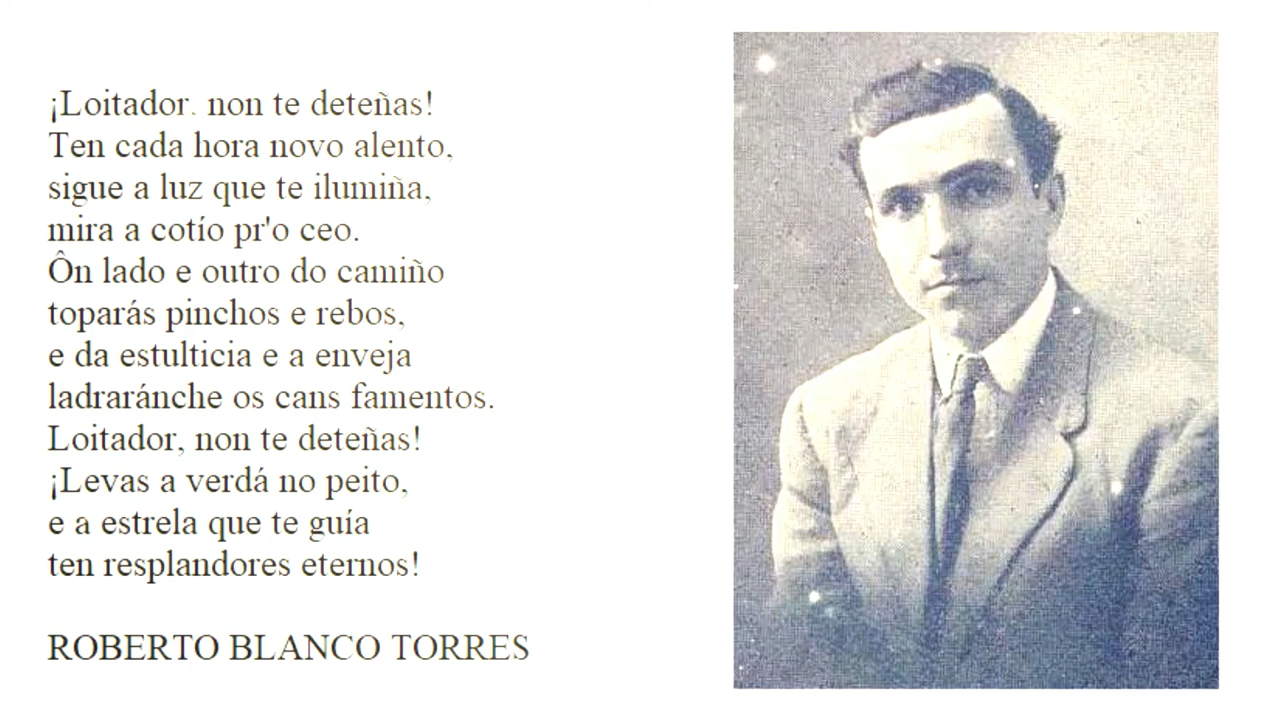 ¡Loitador. non te deteñas!
Ten cada hora novo alento,
sigue a luz que te ilumiña,
mira a cotío pr'o ceo.
Ôn lado e outro do camiño
toparás pinchos e rebos,
e da estulticia e a enveja
ladraránche os cans famentos.
Loitador, non te deteñas!
¡Levas a verdá no peito,
e a estrela que te guía
ten resplandores eternos!
ROBERTO BLANCO TORRES